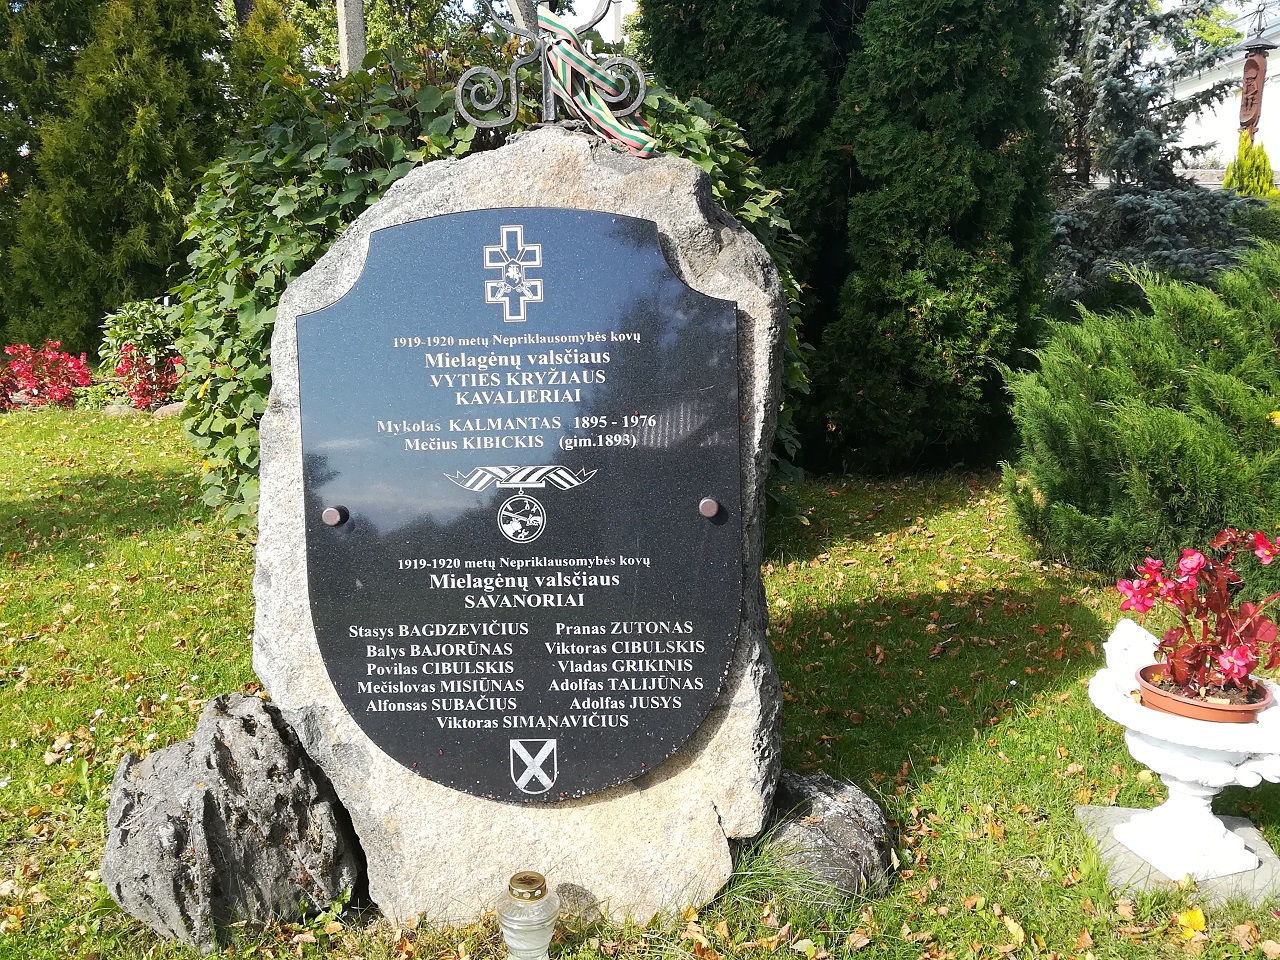 1919-1920 metų Nepriklausomybės kovų
Mielagėnų valsčiaus
VYTIES KRYŽIAUS
KAVALIERIAI
Mykolas KALMANTAS 1895 - 1976
Mečius KIBICKIS (gim.1893)
1919-1920 metų Nepriklausomybės kovų
Mielagėnų valsčiaus
SAVANORIAI
Stasys BAGDZEVIČIUS Pranas ZUTONAS
Balys BAJORŪNAS Viktoras CIBULSKIS
Povilas CIBULSKIS Vladas GRIKINIS
Mečislovas MISIŪNAS Adolfas TALIJŪNAS
Alfonsas SUBAČIUS Adolfas JUSYS
Viktoras SIMANAVIČIUS